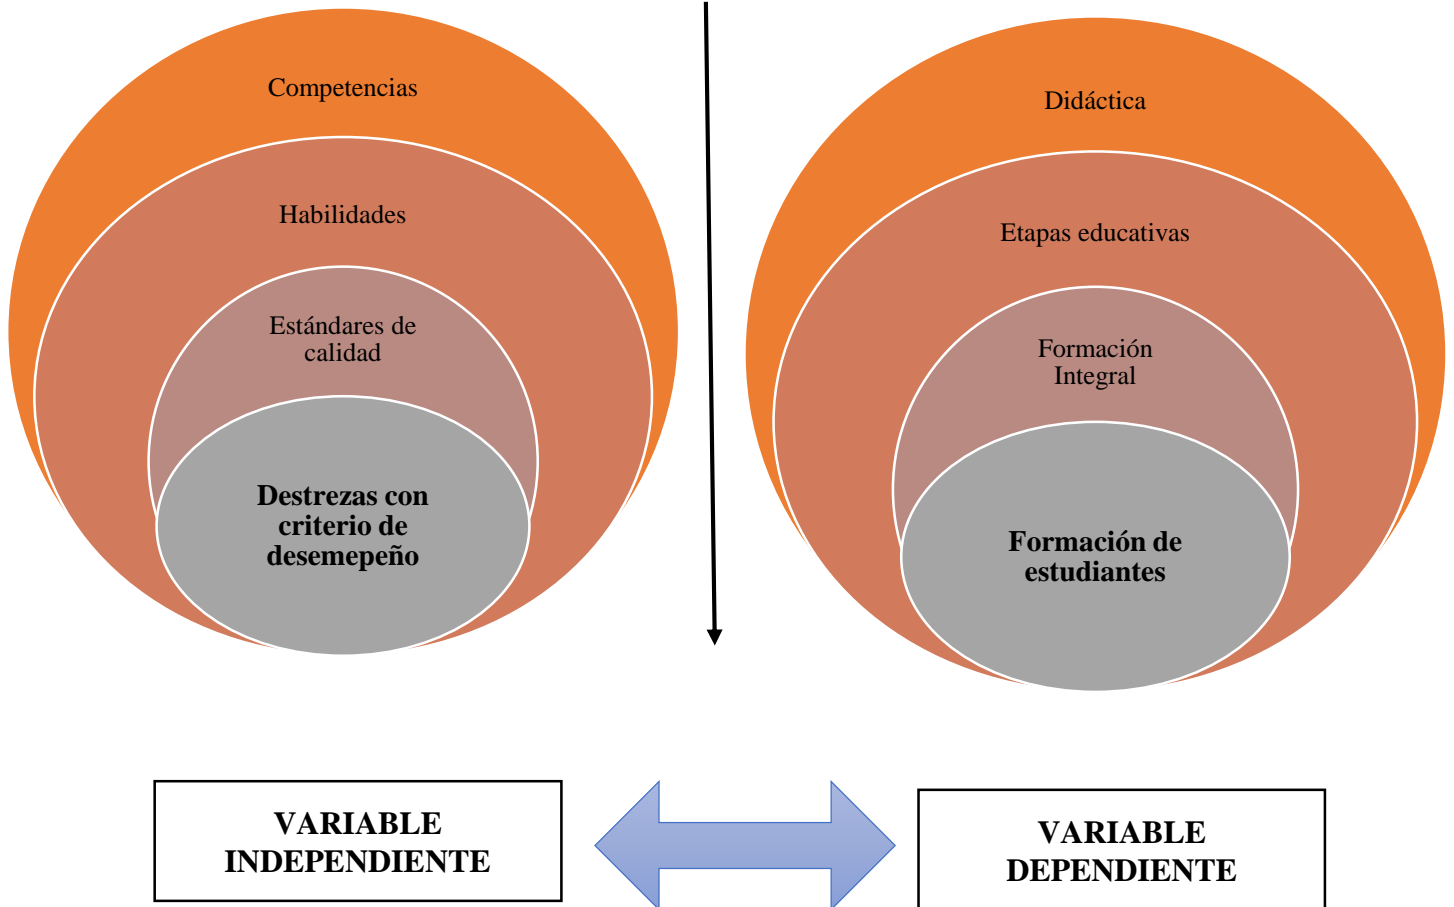 Competencias
Habilidades
Estándares de
calidad
Destrezas con
criterio de
desemepeño
Didáctica
Etapas educativas
Formación
Integral
Formación de
estudiantes
VARIABLE
INDEPENDIENTE
VARIABLE
DEPENDIENTE